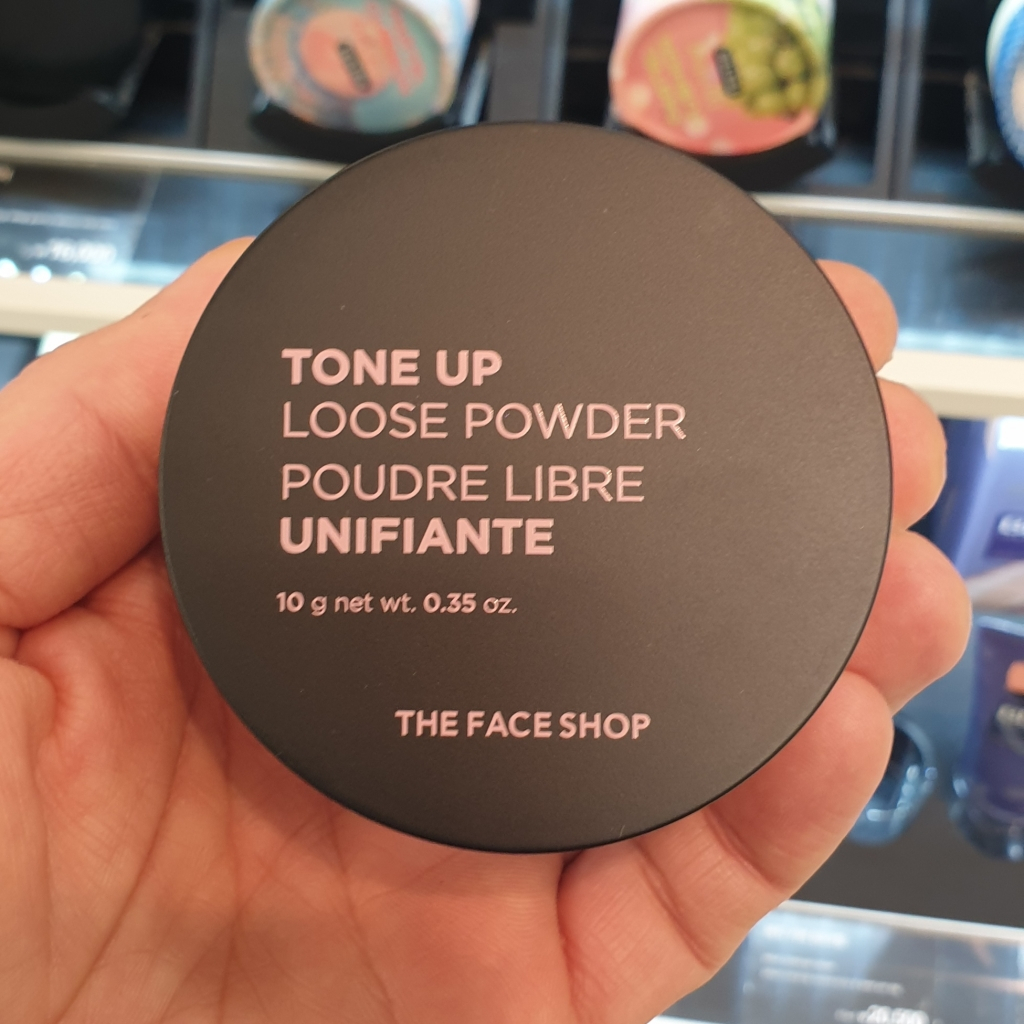 TONE UP
LOOSE POWDER
POUDRE LIBRE
UNIFIANTE
10 g net wt. 0.35 oz.
THE FACE SHOP